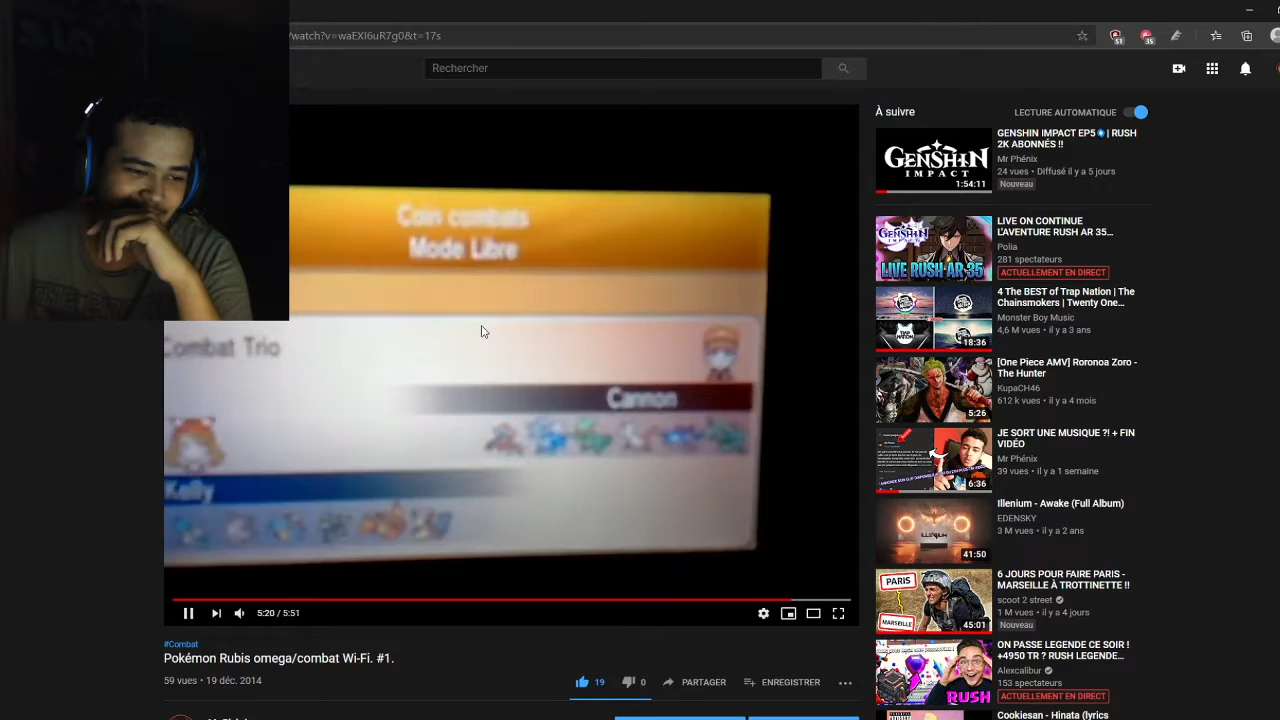 /watch?v=waEXI6uR7g0&t=17s
51
35
Rechercher
Coin combats
Mode Libre
Combat Trio
Cannon
Kelly
5:20 / 5:51
#Combat
Pokémon Rubis omega/combat Wi-Fi. #1.
59 vues • 19 déc. 2014
19
0
PARTAGER
ENREGISTRER
À suivre
LECTURE AUTOMATIQUE
GENSHIN IMPACT
1:54:11
GENSHIN IMPACT EP5 | RUSH
2K ABONNÉS !!
Mr Phénix
24 vues • Diffusé il y a 5 jours
Nouveau
GENSHIN
LIVE RUSH AR 35
LIVE ON CONTINUE
L'AVENTURE RUSH AR 35...
Polia
281 spectateurs
ACTUELLEMENT EN DIRECT
TRAP
NATION
18:36
4 The BEST of Trap Nation | The
Chainsmokers | Twenty One...
Monster Boy Music
4,6 M vues • il y a 3 ans
5:26
[One Piece AMV] Roronoa Zoro -
The Hunter
KupaCH46
612 k vues • il y a 4 mois
6:36
JE SORT UNE MUSIQUE ?! + FIN
VIDÉO
Mr Phénix
39 vues • il y a 1 semaine
ILLENIUM
41:50
Illenium - Awake (Full Album)
EDENSKY
3 M vues • il y a 2 ans
PARIS
MARSEILLE
45:01
6 JOURS POUR FAIRE PARIS -
MARSEILLE À TROTTINETTE !!
scoot 2 street
1 M vues • il y a 4 jours
Nouveau
RUSH
ON PASSE LEGENDE CE SOIR !
+4950 TR ? RUSH LEGENDE...
Alexcalibur
153 spectateurs
ACTUELLEMENT EN DIRECT
Cookiesan - Hinata (lyrics